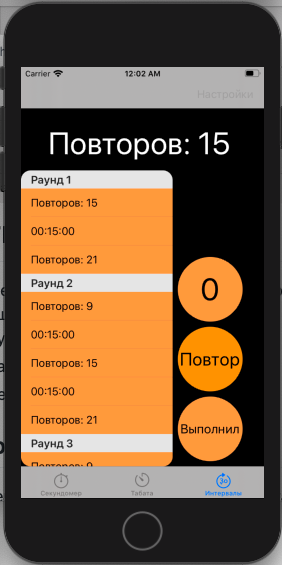 Carrier 12:02 AM
Настройки
Повторов: 15
Раунд 1
Повторов: 15
00:15:00
Повторов: 21
Раунд 2
Повторов: 9
00:15:00
Повторов: 15
00:15:00
Повторов: 21
Раунд 3
Повторов: 9
0
Повтор
Выполнил
30
Секундомер Табата Интервалы